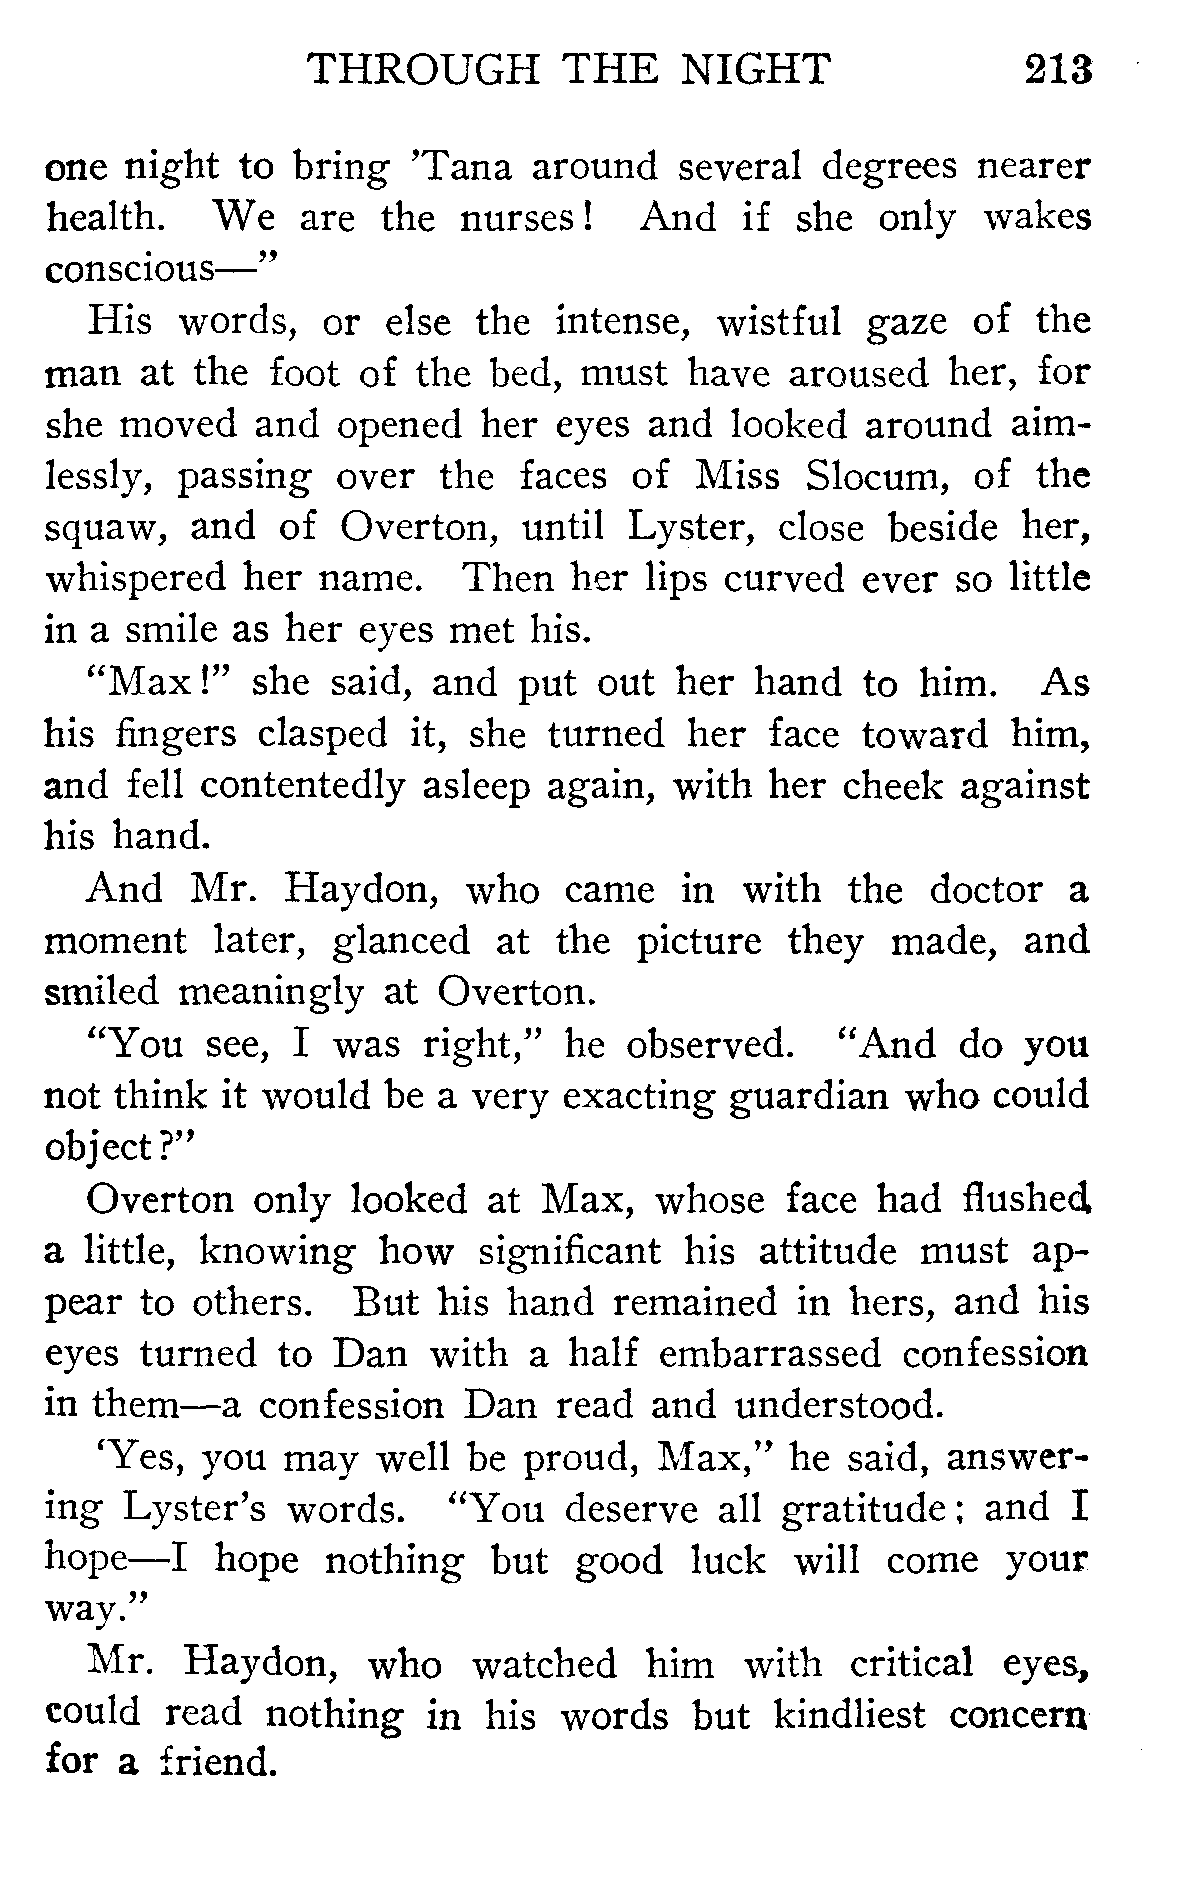 THROUGH THE NIGHT 213
one night to bring ’Tana around several degrees nearer
health. We are the nurses! And if she only wakes
conscious—”
His words, or else the intense, wistful gaze of the
man at the foot of the bed, must have aroused her, for
she moved and opened her eyes and looked around aim-
lessly, passing over the faces of Miss Slocum, of the
squaw, and of Overton, until Lyster, close beside her,
whispered her name. Then her lips curved ever so little
in a smile as her eyes met his.
“Max!” she said, and put out her hand to him. As
his fingers clasped it, she turned her face toward him,
and fell contentedly asleep again, with her cheek against
his hand.
And Mr. Haydon, who came in with the doctor a
moment later, glanced at the picture they made, and
smiled meaningly at Overton.
“You see, I was right,” he observed. “And do you
not think it would be a very exacting guardian who could
object?”
Overton only looked at Max, whose face had flushed
a little, knowing how significant his attitude must ap-
pear to others. But his hand remained in hers, and his
eyes turned to Dan with a half embarrassed confession
in them—a confession Dan read and understood.
‘Yes, you may well be proud, Max,” he said, answer-
ing Lyster’s words. “You deserve all gratitude; and I
hope—I hope nothing but good luck will come your
way.”
Mr. Haydon, who watched him with critical eyes,
could read nothing in his words but kindliest concern
for a friend.